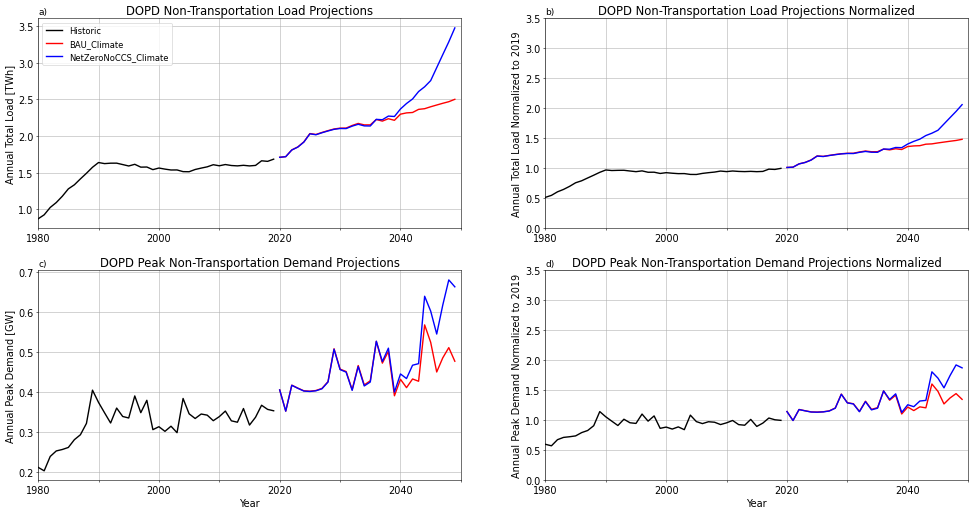 a)
DOPD Non-Transportation Load Projections
Annual Total Load [TWh]
3.5
3.0
2.5
2.0
1.5
1.0
Historic
BAU_Climate
NetZeroNoCCS_Climate
1980 2000 2020 2040
b)
DOPD Non-Transportation Load Projections Normalized
Annual Total Load Normalized to 2019
3.5
3.0
2.5
2.0
1.5
1.0
0.5
0.0
1980 2000 2020 2040
c)
DOPD Peak Non-Transportation Demand Projections
Annual Peak Demand [GW]
0.7
0.6
0.5
0.4
0.3
0.2
1980 2000 2020 2040
Year
d)
DOPD Peak Non-Transportation Demand Projections Normalized
Annual Peak Demand Normalized to 2019
3.5
3.0
2.5
2.0
1.5
1.0
0.5
0.0
1980 2000 2020 2040
Year